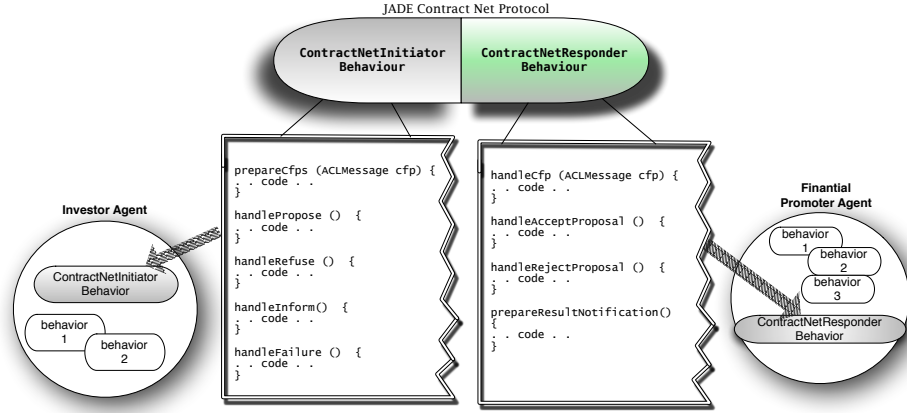 JADE Contract Net Protocol
ContractNetInitiator
Behaviour
ContractNetResponder
Behaviour
prepareCfps (ACLMessage cfp) {
. . code . .
}
handlePropose () {
. . code . .
}
handleRefuse () {
. . code . .
}
handleInform() {
. . code . .
}
handleFailure () {
. . code . .
}
handleCfp (ACLMessage cfp) {
. . code . .
}
handleAcceptProposal () {
. . code . .
}
handleRejectProposal () {
. . code . .
}
prepareResultNotification()
{
. . code . .
}
Investor Agent
ContractNetInitiator
Behavior
behavior
1
behavior
2
Finantial
Promoter Agent
behavior
1
behavior
2
behavior
3
ContractNetResponder
Behavior